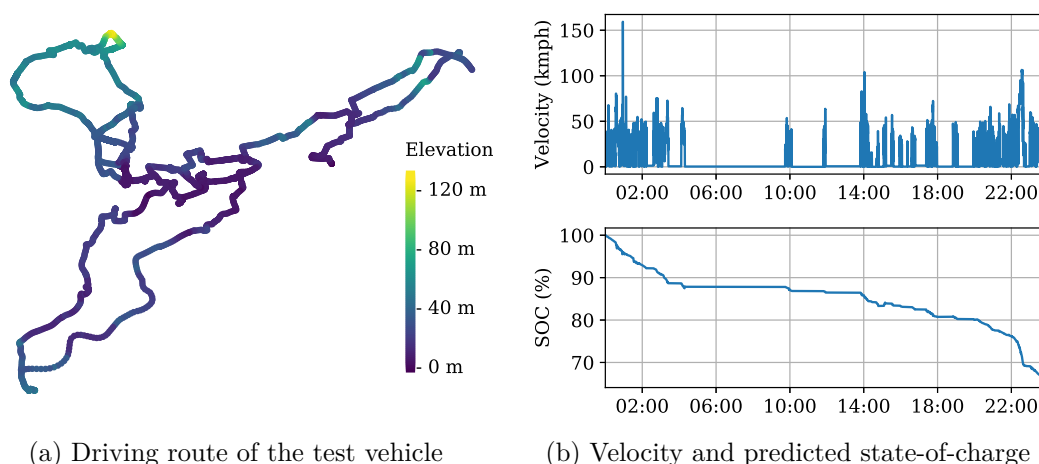 Elevation
120 m
80 m
40 m
0 m
(a) Driving route of the test vehicle
Velocity (kmph)
150
100
50
0
02:00 06:00 10:00 14:00 18:00 22:00
SOC (%)
100
90
80
70
02:00 06:00 10:00 14:00 18:00 22:00
(b) Velocity and predicted state-of-charge